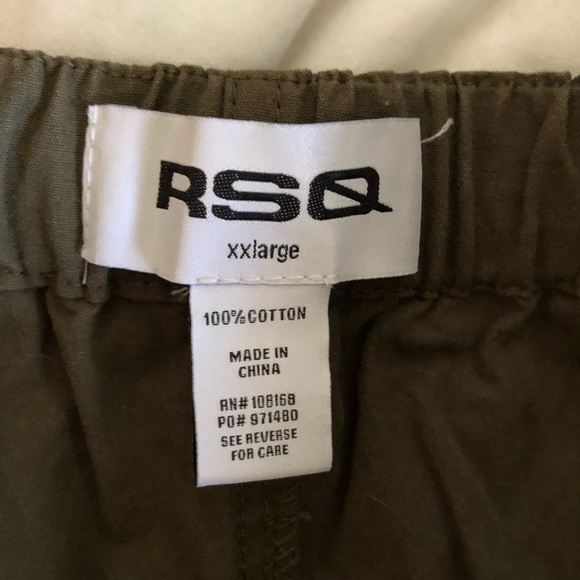 RSQ
xxlarge
100% COTTON
MADE IN
CHINA
RN# 108168
PO# 971480
SEE REVERSE
FOR CARE